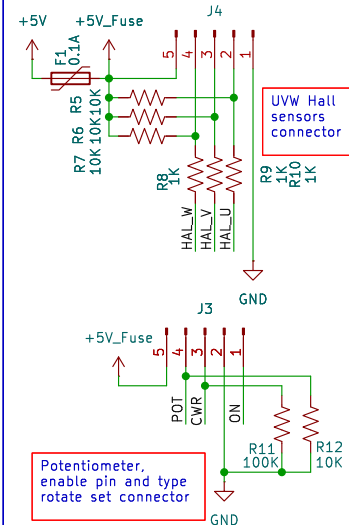 J4
+5V
+5V_Fuse
F1
0.1A
5
4
3
2
1
R5
10K
R6
10K
R7
10K
UVW Hall
sensors
connector
R8
1K
R9
1K
R10
1K
HAL_W
HAL_V
HAL_U
GND
J3
+5V_Fuse
5
4
3
2
1
POT
CWR
ON
R11
100K
R12
10K
Potentiometer,
enable pin and type
rotate set connector
GND